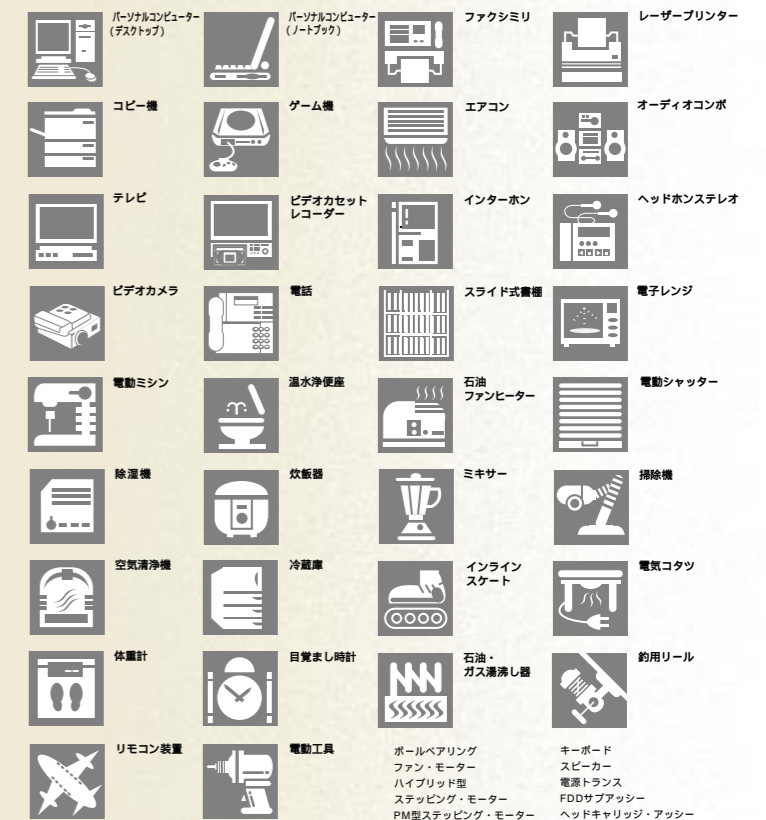 パーソナルコンピューター
(デスクトップ)
パーソナルコンピューター
(ノートブック)
ファクシミリ
レーザープリンター
コピー機
ゲーム機
エアコン
オーディオコンポ
テレビ
ビデオカセット
レコーダー
インターホン
ヘッドホンステレオ
ビデオカメラ
電話
スライド式書棚
電子レンジ
電動ミシン
温水浄便座
石油
ファンヒーター
電動シャッター
除湿機
炊飯器
ミキサー
掃除機
空気清浄機
冷蔵庫
インライン
スケート
電気コタツ
体重計
目覚まし時計
石油・
ガス湯沸し器
釣用リール
リモコン装置
電動工具
ボールベアリング
ファン・モーター
ハイブリッド型
ステッピング・モーター
PM型ステッピング・モーター
キーボード
スピーカー
電源トランス
FDDサブアッシー
ヘッドキャリッジ・アッシー